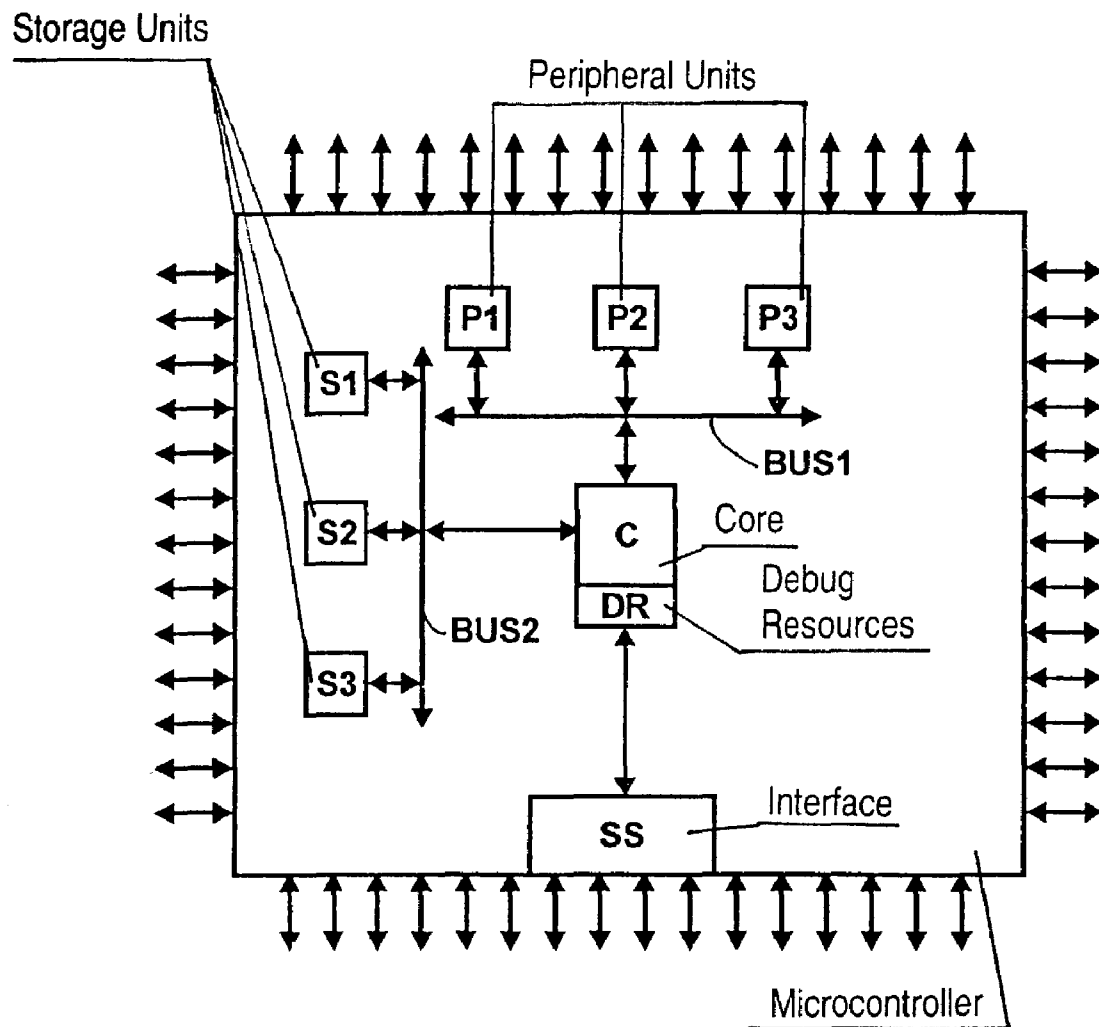 Storage Units
Peripheral Units
P1 P2 P3
S1
BUS1
S2
C
Core
DR
Debug
Resources
BUS2
S3
SS
Interface
Microcontroller